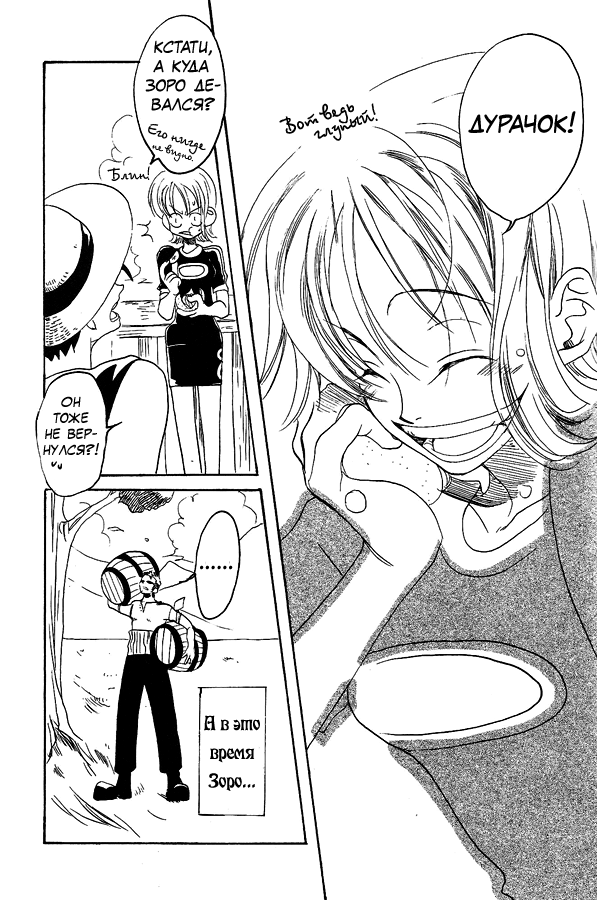 ДУРАЧОК!
Вот ведь
глупый!
КСТАТИ,
А КУДА
ЗОРО ДЕ-
ВАЛСЯ?
Его нигде
не видно.
Блин!
ОН
ТОЖЕ
НЕ ВЕР-
НУЛСЯ?!
......
А в это
время
Зоро...